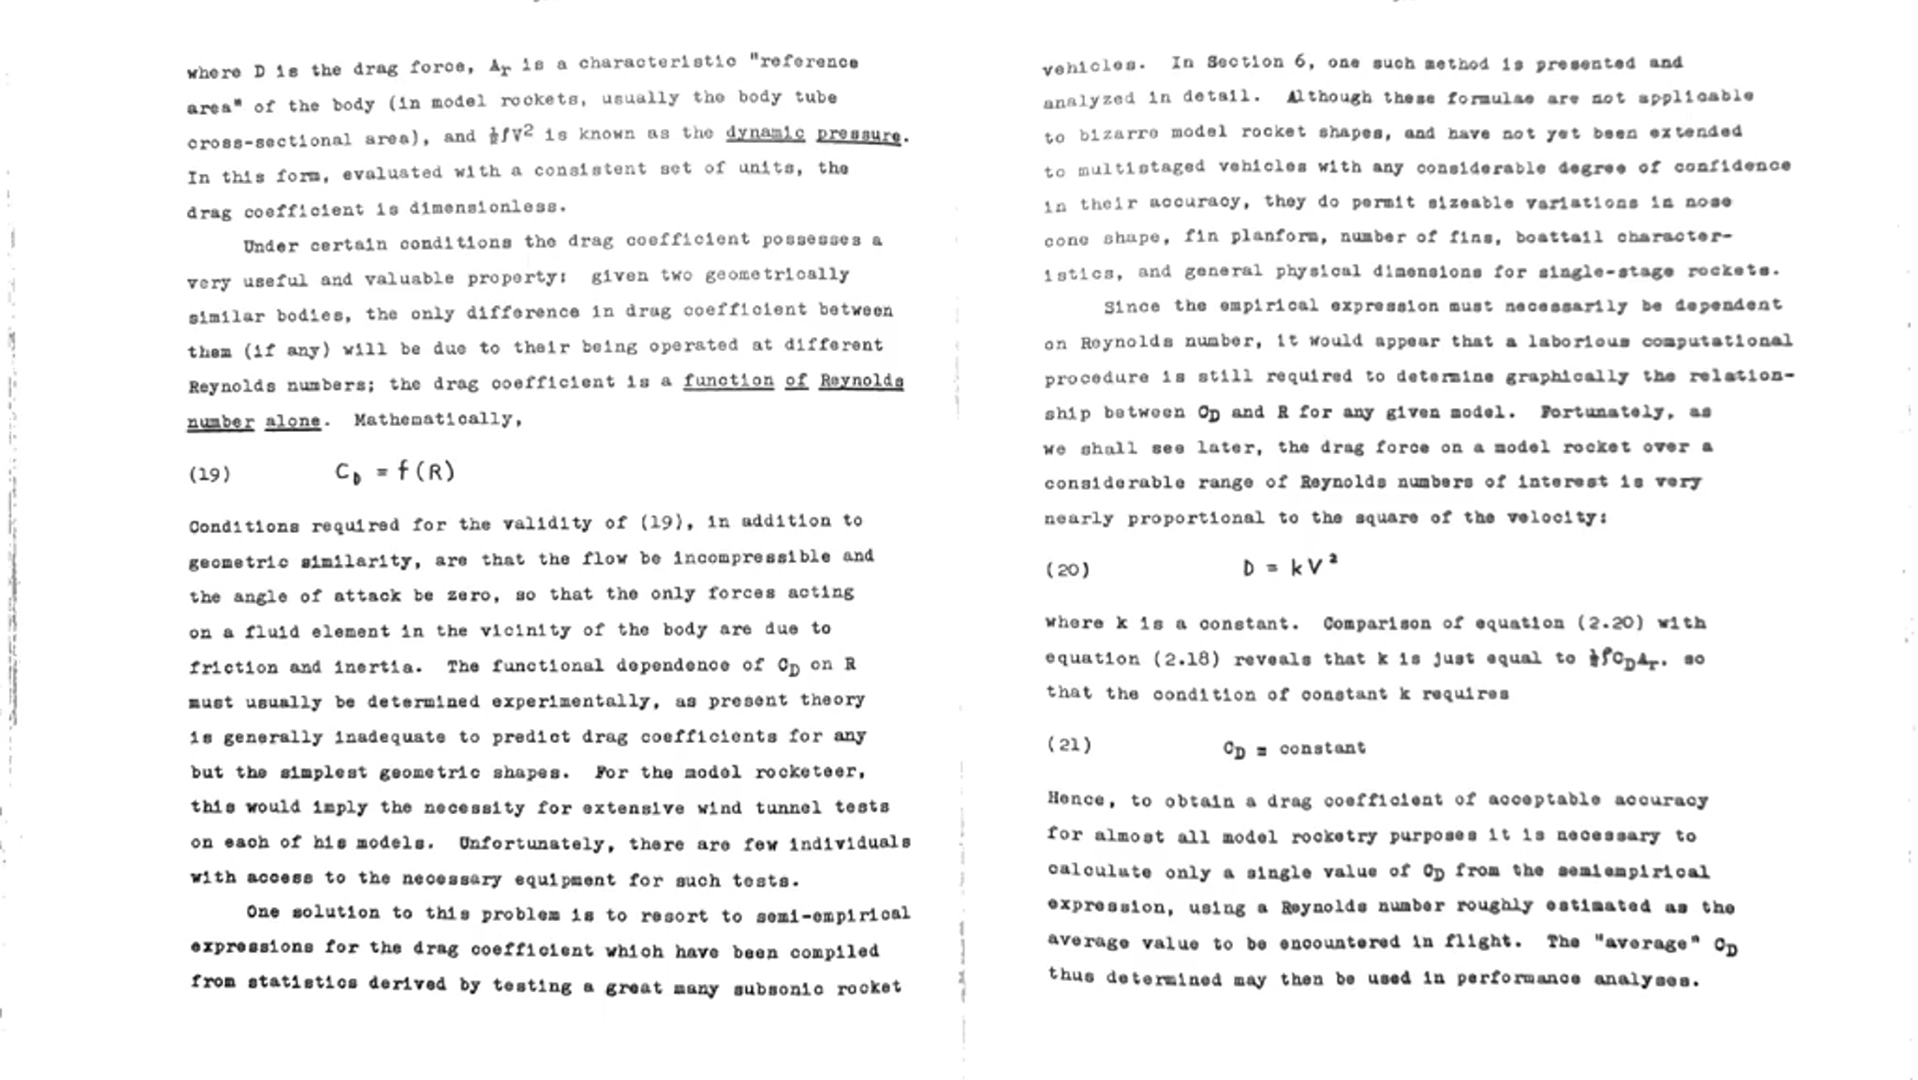 where D is the drag force, Ar is a characteristic "reference
area" of the body (in model rockets, usually the body tube
cross-sectional area), and ½ρV² is known as the dynamic pressure.
In this form, evaluated with a consistent set of units, the
drag coefficient is dimensionless.
Under certain conditions the drag coefficient possesses a
very useful and valuable property: given two geometrically
similar bodies, the only difference in drag coefficient between
them (if any) will be due to their being operated at different
Reynolds numbers; the drag coefficient is a function of Reynolds
number alone. Mathematically,
(19) CD = f(R)
Conditions required for the validity of (19), in addition to
geometric similarity, are that the flow be incompressible and
the angle of attack be zero, so that the only forces acting
on a fluid element in the vicinity of the body are due to
friction and inertia. The functional dependence of CD on R
must usually be determined experimentally, as present theory
is generally inadequate to predict drag coefficients for any
but the simplest geometric shapes. For the model rocketeer,
this would imply the necessity for extensive wind tunnel tests
on each of his models. Unfortunately, there are few individuals
with access to the necessary equipment for such tests.
One solution to this problem is to resort to semi-empirical
expressions for the drag coefficient which have been compiled
from statistics derived by testing a great many subsonic rocket
vehicles. In Section 6, one such method is presented and
analyzed in detail. Although these formulae are not applicable
to bizarre model rocket shapes, and have not yet been extended
to multistaged vehicles with any considerable degree of confidence
in their accuracy, they do permit sizeable variations in nose
cone shape, fin planform, number of fins, boattail character-
istics, and general physical dimensions for single-stage rockets.
Since the empirical expression must necessarily be dependent
on Reynolds number, it would appear that a laborious computational
procedure is still required to determine graphically the relation-
ship between CD and R for any given model. Fortunately, as
we shall see later, the drag force on a model rocket over a
considerable range of Reynolds numbers of interest is very
nearly proportional to the square of the velocity:
(20) D = kV²
where k is a constant. Comparison of equation (2.20) with
equation (2.18) reveals that k is just equal to ½ρCDAr, so
that the condition of constant k requires
(21) CD = constant
Hence, to obtain a drag coefficient of acceptable accuracy
for almost all model rocketry purposes it is necessary to
calculate only a single value of CD from the semiempirical
expression, using a Reynolds number roughly estimated as the
average value to be encountered in flight. The "average" CD
thus determined may then be used in performance analyses.